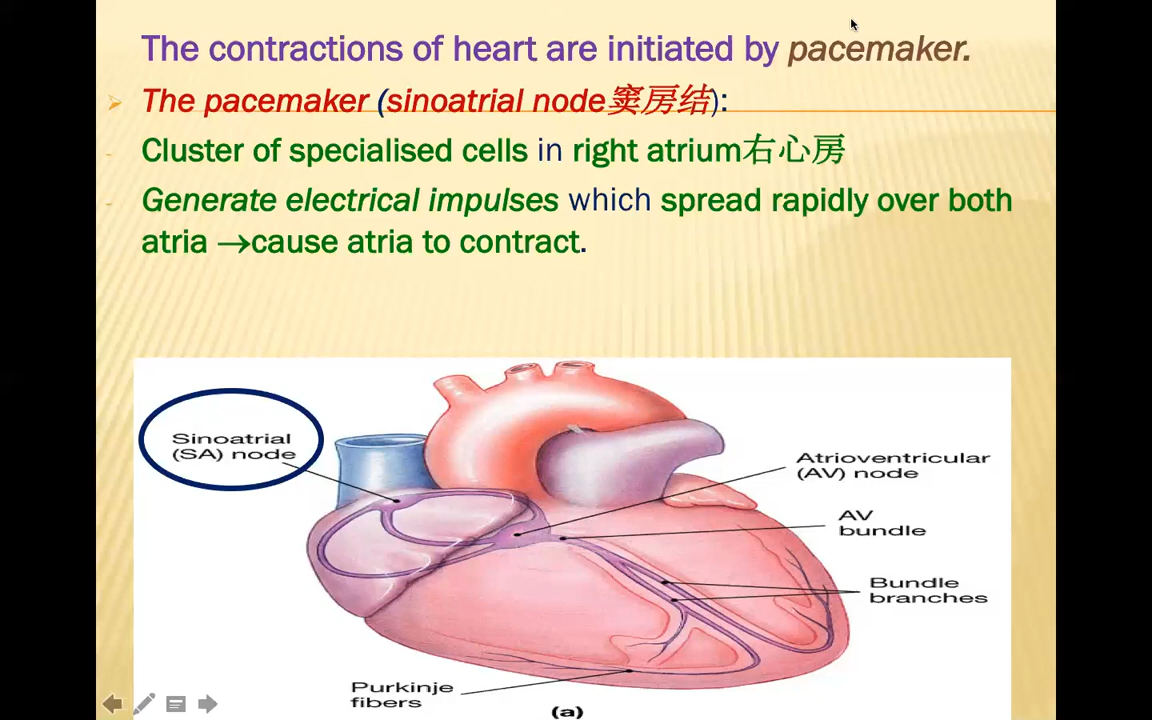 The contractions of heart are initiated by pacemaker.
The pacemaker (sinoatrial node窦房结):
Cluster of specialised cells in right atrium右心房
Generate electrical impulses which spread rapidly over both
atria →cause atria to contract.
Sinoatrial
(SA) node
Atrioventricular
(AV) node
AV
bundle
Bundle
branches
Purkinje
fibers
(a)